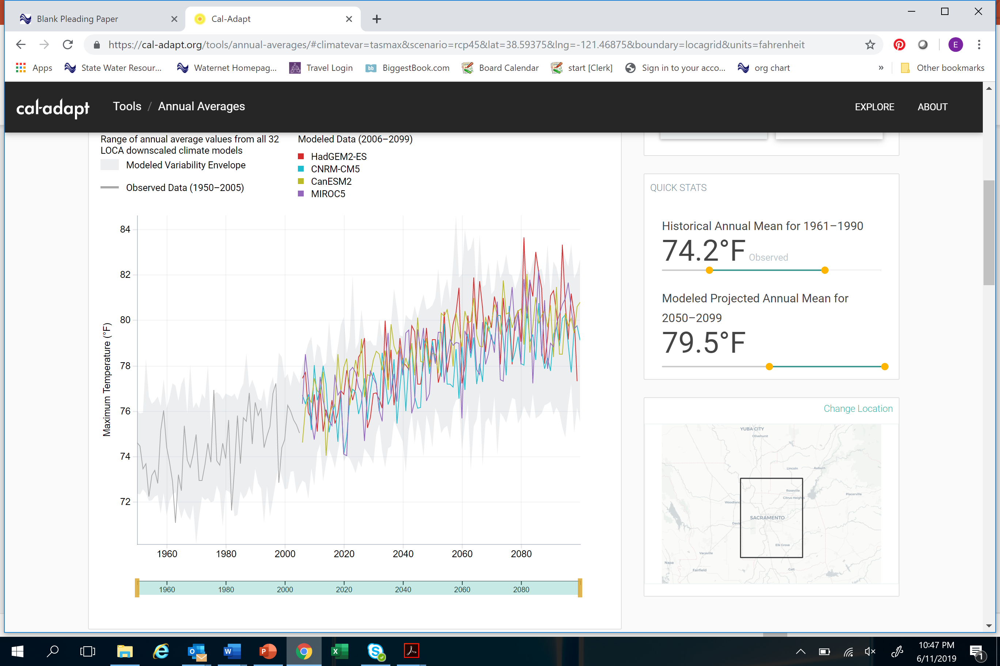 Blank Pleading Paper
Cal-Adapt
https://cal-adapt.org/tools/annual-averages/#climatevar=tasmax&scenario=rcp45&lat=38.59375&lng=-121.46875&boundary=locagrid&units=fahrenheit
E
Apps
State Water Resour...
Waternet Homepag...
Travel Login
bb
BiggestBook.com
Board Calendar
start [Clerk]
Sign in to your acco...
org chart
»
Other bookmarks
cal-adapt
Tools / Annual Averages
EXPLORE
ABOUT
Range of annual average values from all 32
LOCA downscaled climate models
Modeled Variability Envelope
Observed Data (1950–2005)
Modeled Data (2006–2099)
HadGEM2-ES
CNRM-CM5
CanESM2
MIROC5
Maximum Temperature (°F)
84
82
80
78
76
74
72
1960 1980 2000 2020 2040 2060 2080
1960 1980 2000 2020 2040 2060 2080
QUICK STATS
Historical Annual Mean for 1961–1990
74.2°F Observed
Modeled Projected Annual Mean for
2050–2099
79.5°F
Change Location
YUBA CITY
Olivehurst
Lincoln
Auburn
Roseville
Citrus Heights
Placerville
Woodland
SACRAMENTO
Davis
Elk Grove
Vacaville
Napa
Fairfield
Galt
10:47 PM
6/11/2019
1